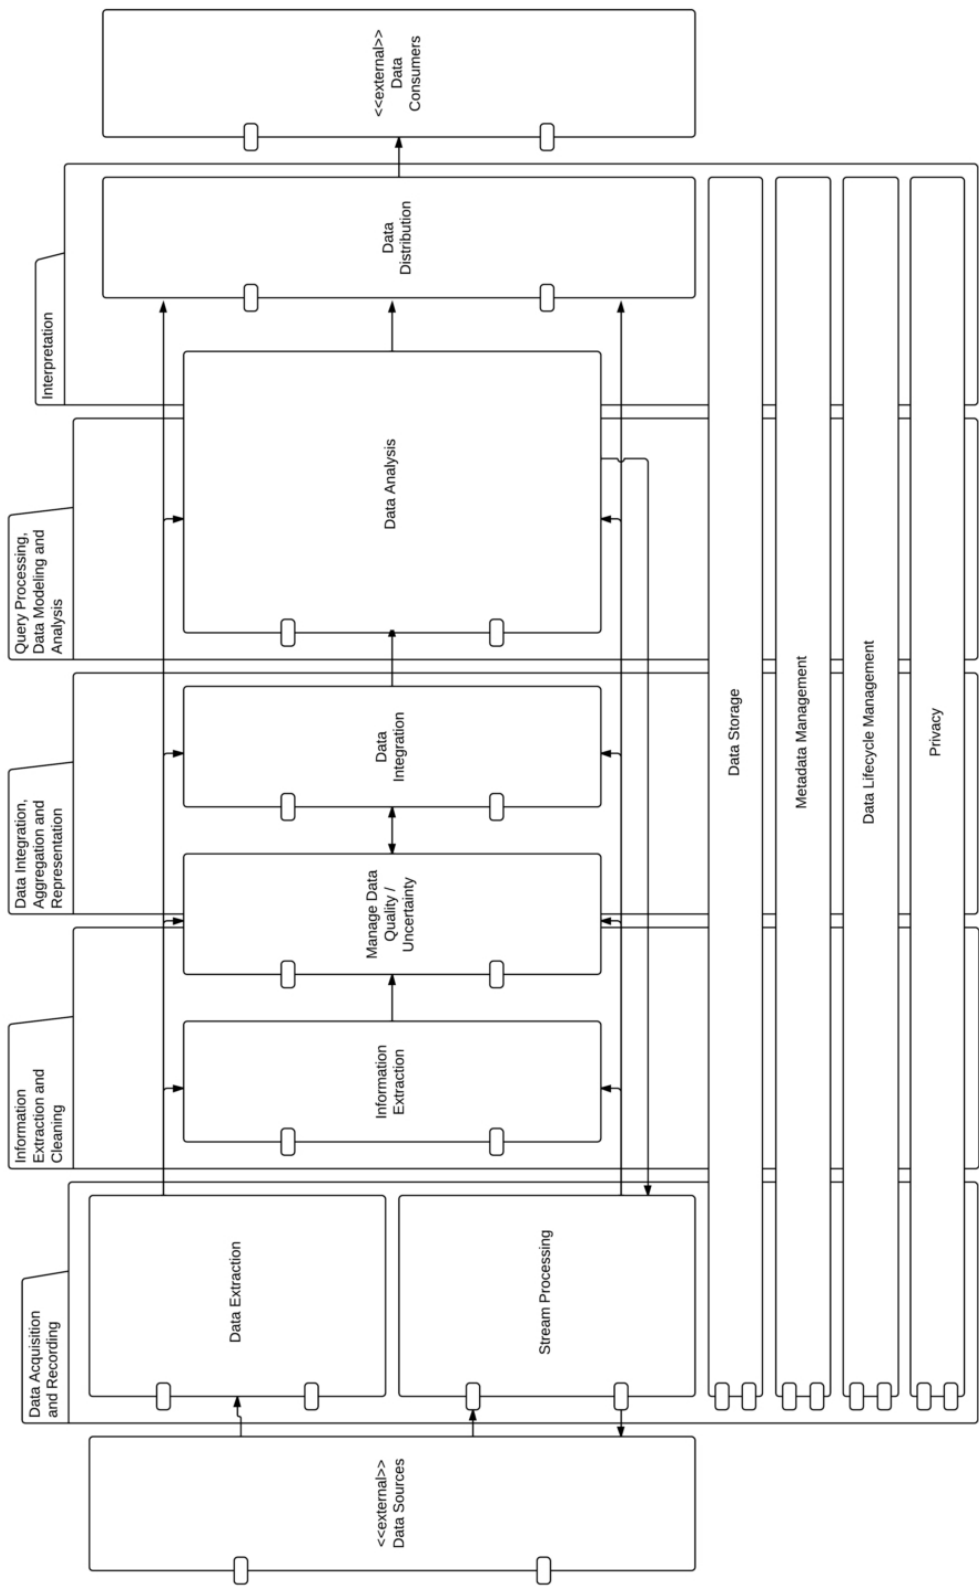 <<external>>
Data Sources
Data Acquisition
and Recording
Data Extraction
Stream Processing
Information
Extraction and
Cleaning
Information
Extraction
Manage Data
Quality /
Uncertainty
Data Integration,
Aggregation and
Representation
Data
Integration
Query Processing,
Data Modeling and
Analysis
Data Analysis
Interpretation
Data
Distribution
<<external>>
Data
Consumers
Data Storage
Metadata Management
Data Lifecycle Management
Privacy